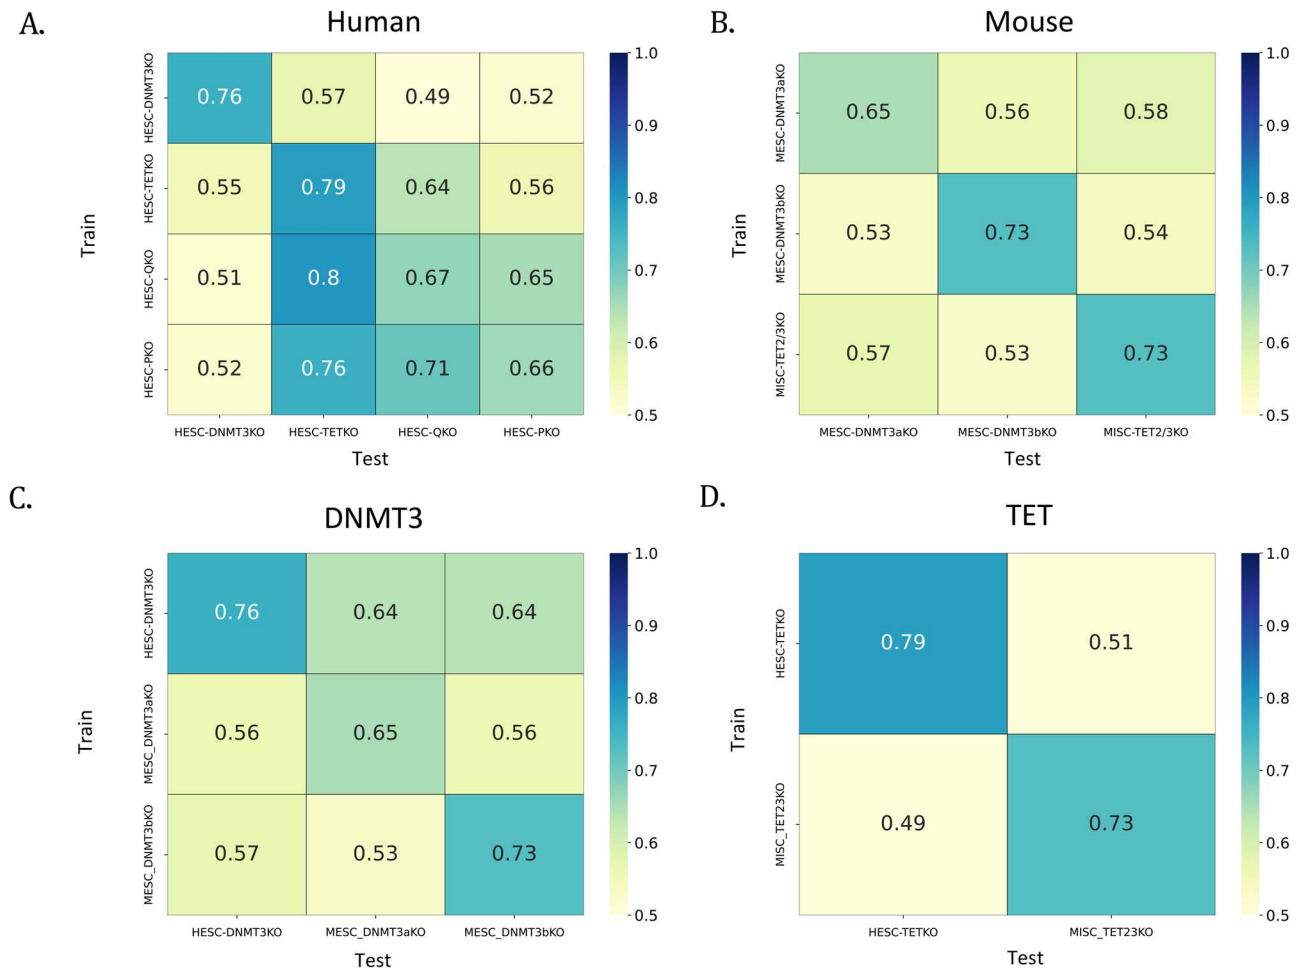 A.
Human
HESC-DNMT3KO
0.76
0.57
0.49
0.52
HESC-TETKO
0.55
0.79
0.64
0.56
HESC-QKO
0.51
0.8
0.67
0.65
HESC-PKO
0.52
0.76
0.71
0.66
Train
HESC-DNMT3KO
HESC-TETKO
HESC-QKO
HESC-PKO
Test
1.0
0.9
0.8
0.7
0.6
0.5
B.
Mouse
MESC-DNMT3aKO
0.65
0.56
0.58
MESC-DNMT3bKO
0.53
0.73
0.54
MISC-TET2/3KO
0.57
0.53
0.73
Train
MESC-DNMT3aKO
MESC-DNMT3bKO
MISC-TET2/3KO
Test
1.0
0.9
0.8
0.7
0.6
0.5
C.
DNMT3
HESC-DNMT3KO
0.76
0.64
0.64
MESC_DNMT3aKO
0.56
0.65
0.56
MESC_DNMT3bKO
0.57
0.53
0.73
Train
HESC-DNMT3KO
MESC_DNMT3aKO
MESC_DNMT3bKO
Test
1.0
0.9
0.8
0.7
0.6
0.5
D.
TET
HESC-TETKO
0.79
0.51
MISC_TET23KO
0.49
0.73
Train
HESC-TETKO
MISC_TET23KO
Test
1.0
0.9
0.8
0.7
0.6
0.5